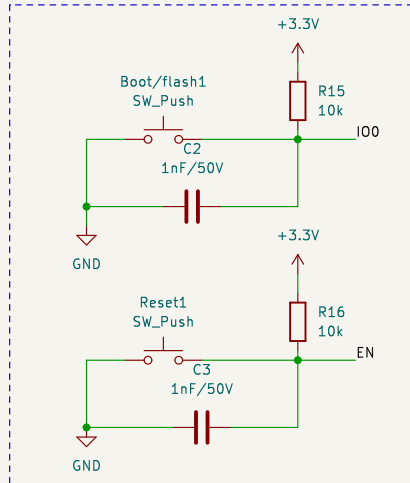 +3.3V
Boot/flash1
SW_Push
R15
10k
IO0
C2
1nF/50V
GND
+3.3V
Reset1
SW_Push
R16
10k
EN
C3
1nF/50V
GND